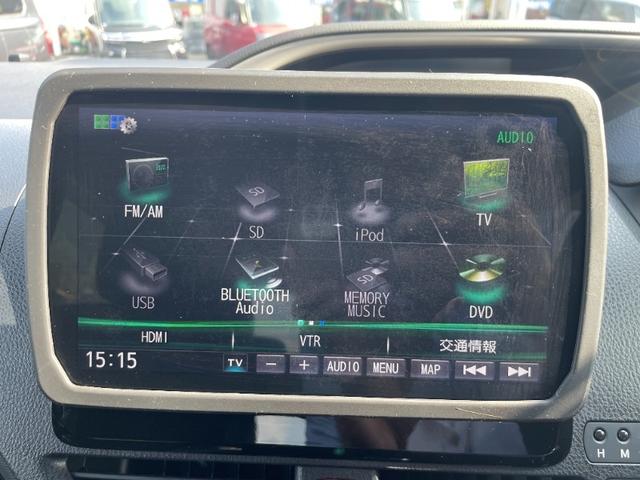 AUDIO
FM/AM
SD
iPod
TV
USB
BLUETOOTH
Audio
MEMORY
MUSIC
DVD
HDMI
VTR
交通情報
15:15
TV － + AUDIO MENU MAP
H M